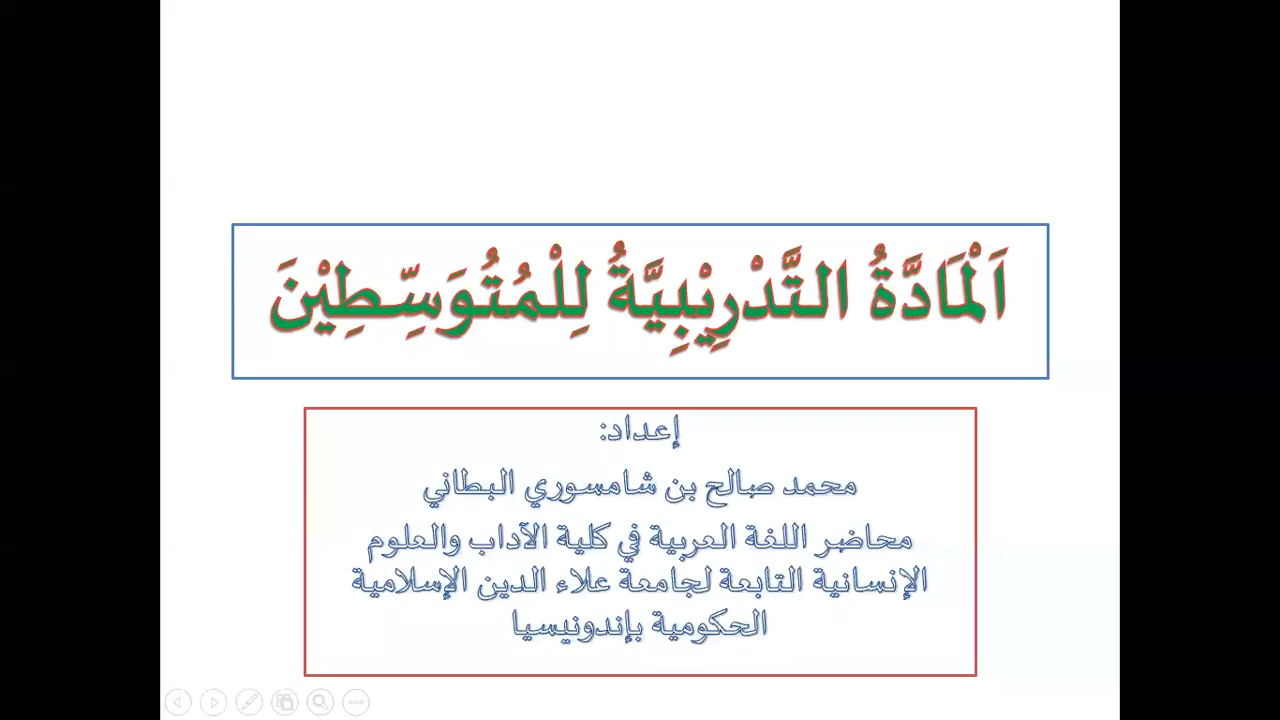 اَلْمَادَّةُ التَّدْرِيْبِيَّةُ لِلْمُتُوَسِّطِيْنَ
إعداد:
محمد صالح بن شامسوري البطاني
محاضر اللغة العربية في كلية الآداب والعلوم
الإنسانية التابعة لجامعة علاء الدين الإسلامية
الحكومية بإندونيسيا